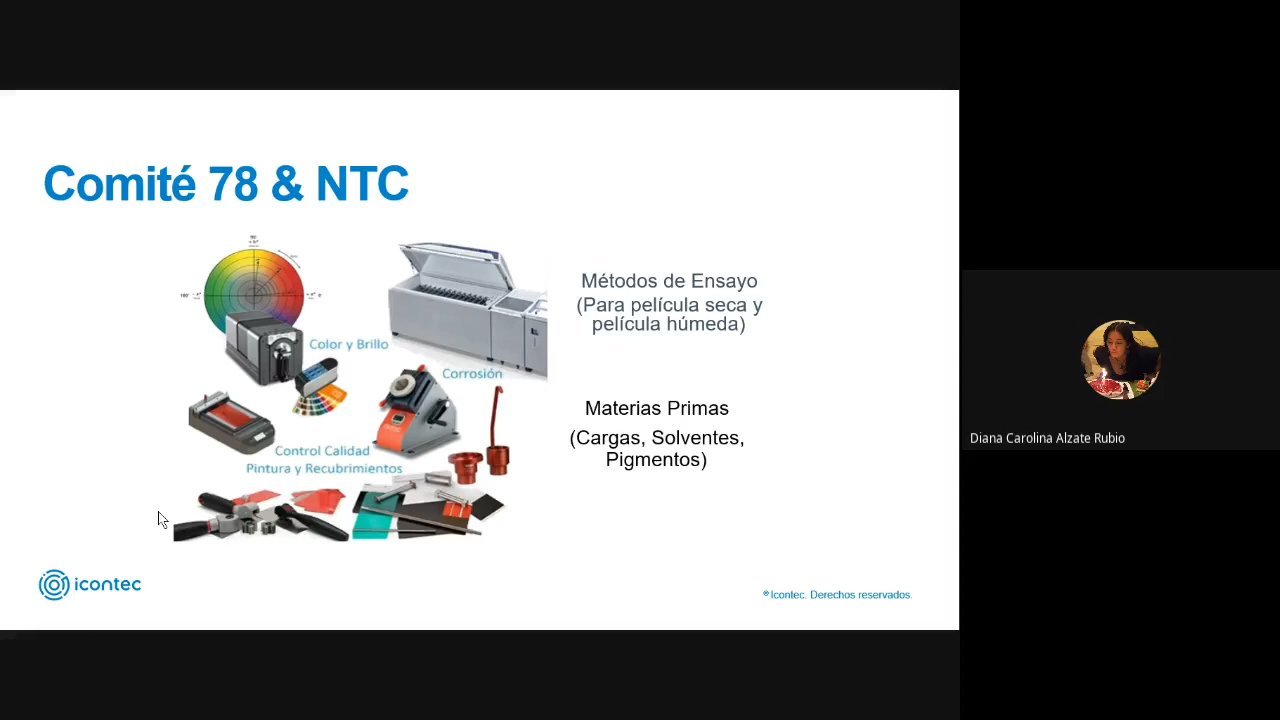 Comité 78 & NTC
Color y Brillo
Corrosión
Control Calidad
Pintura y Recubrimientos
Métodos de Ensayo
(Para película seca y
película húmeda)
Materias Primas
(Cargas, Solventes,
Pigmentos)
icontec
® Icontec. Derechos reservados.
Diana Carolina Alzate Rubio